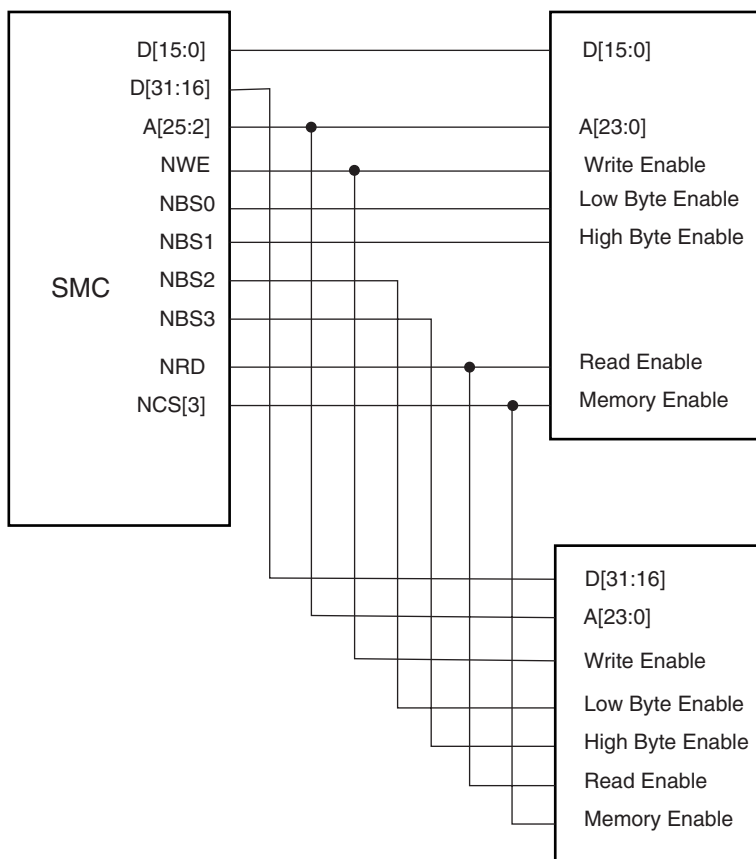 SMC
D[15:0]
D[31:16]
A[25:2]
NWE
NBS0
NBS1
NBS2
NBS3
NRD
NCS[3]
D[15:0]
A[23:0]
Write Enable
Low Byte Enable
High Byte Enable
Read Enable
Memory Enable
D[31:16]
A[23:0]
Write Enable
Low Byte Enable
High Byte Enable
Read Enable
Memory Enable